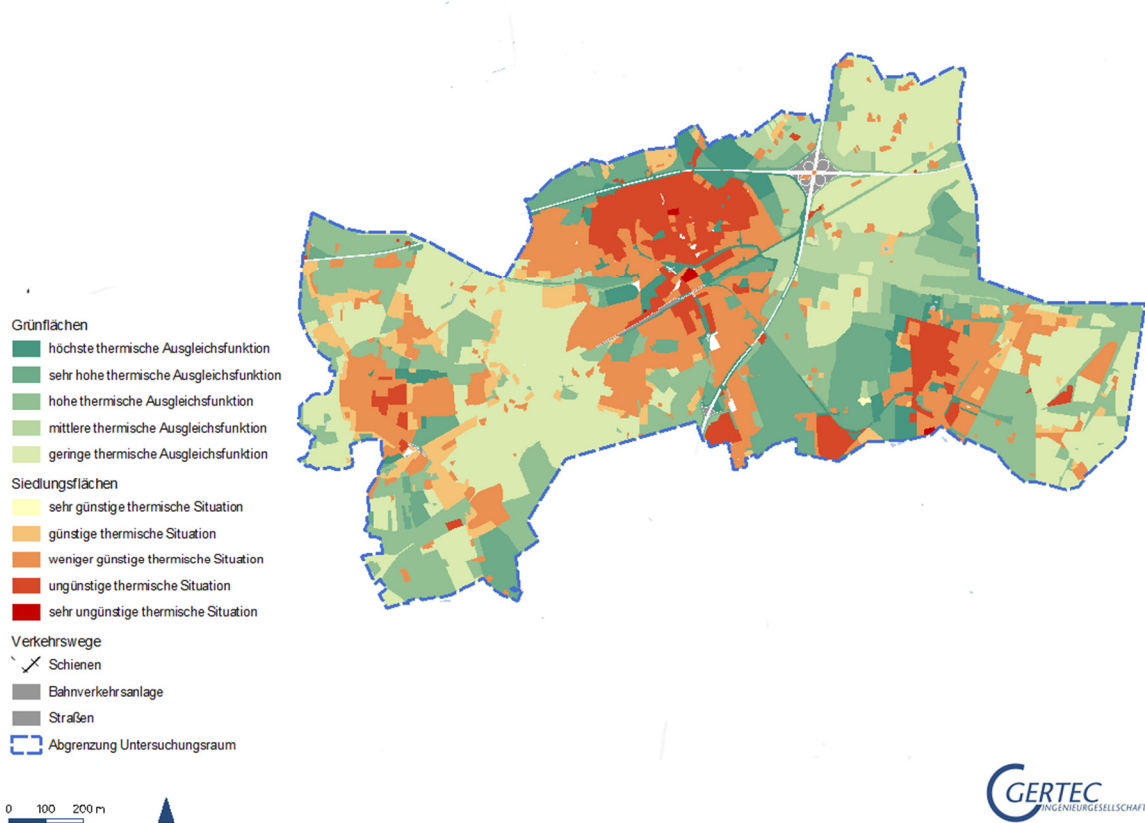 Grünflächen
höchste thermische Ausgleichsfunktion
sehr hohe thermische Ausgleichsfunktion
hohe thermische Ausgleichsfunktion
mittlere thermische Ausgleichsfunktion
geringe thermische Ausgleichsfunktion
Siedlungsflächen
sehr günstige thermische Situation
günstige thermische Situation
weniger günstige thermische Situation
ungünstige thermische Situation
sehr ungünstige thermische Situation
Verkehrswege
Schienen
Bahnverkehrsanlage
Straßen
Abgrenzung Untersuchungsraum
0 100 200 m
GERTEC
INGENIEURGESELLSCHAFT